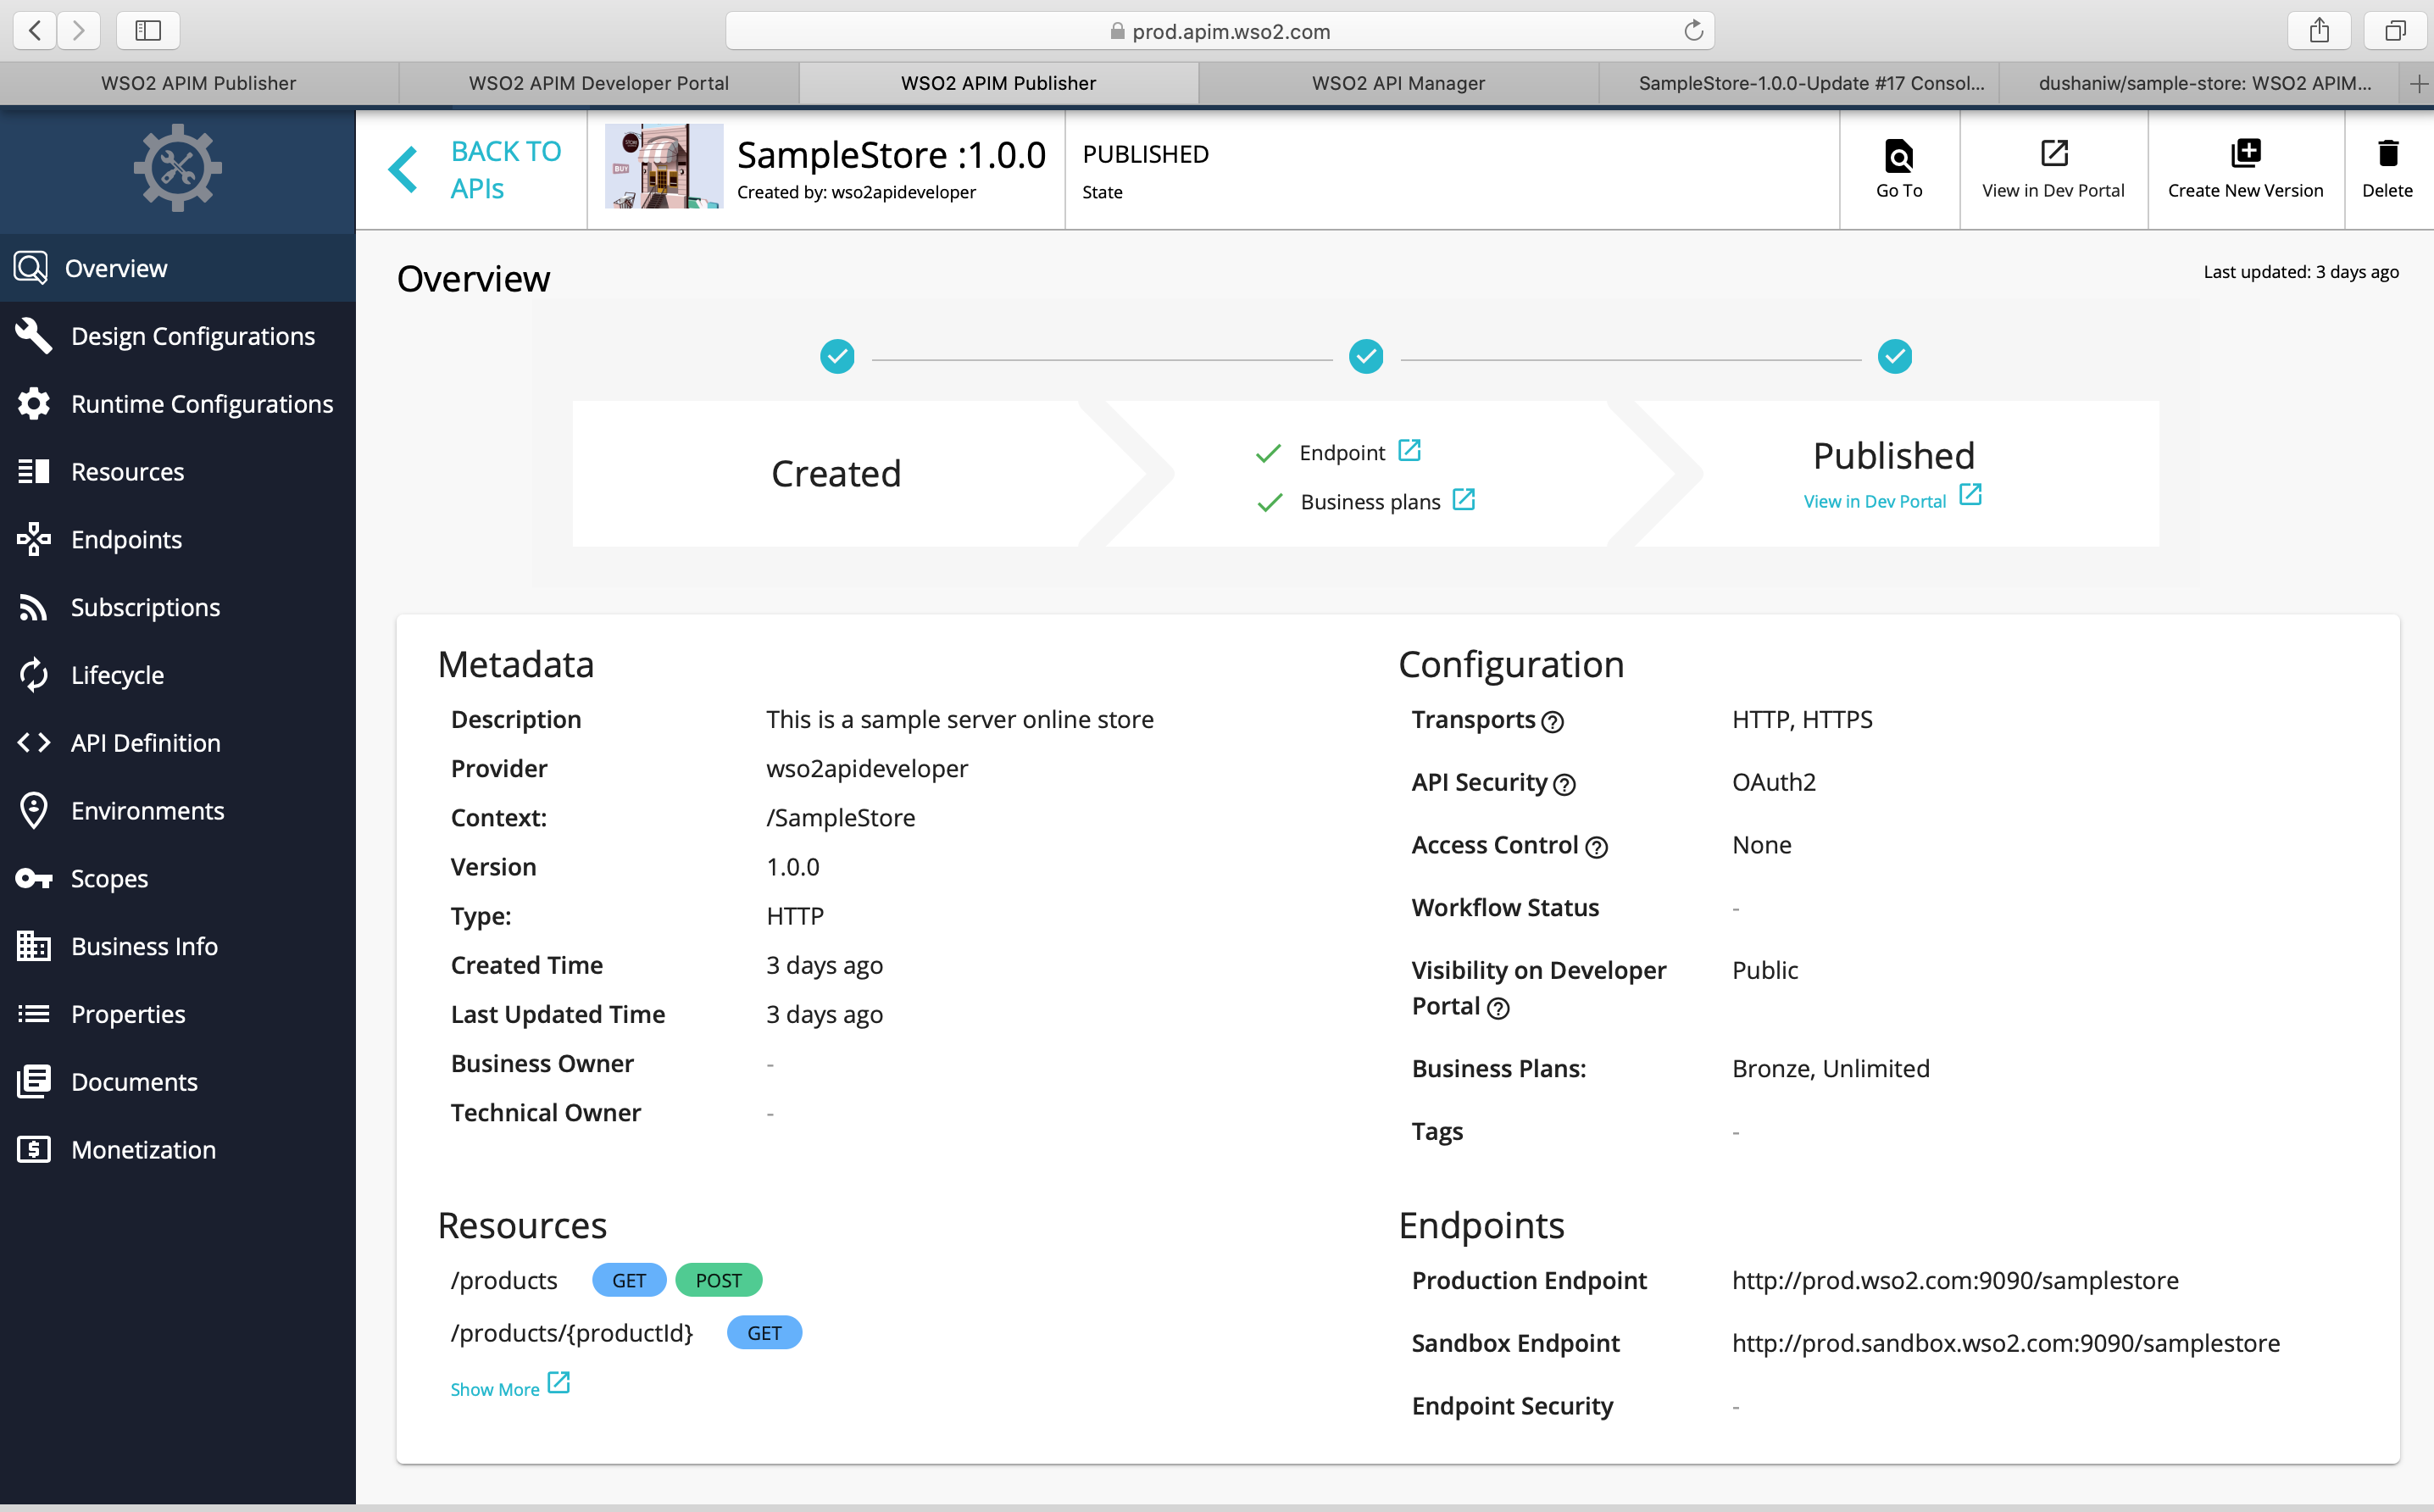 prod.apim.wso2.com
WSO2 APIM Publisher
WSO2 APIM Developer Portal
WSO2 APIM Publisher
WSO2 API Manager
SampleStore-1.0.0-Update #17 Consol...
dushaniw/sample-store: WSO2 APIM...
BACK TO
APIs
BUY
SampleStore :1.0.0
Created by: wso2apideveloper
PUBLISHED
State
Go To
View in Dev Portal
Create New Version
Delete
Overview
Design Configurations
Runtime Configurations
Resources
Endpoints
Subscriptions
Lifecycle
API Definition
Environments
Scopes
Business Info
Properties
Documents
Monetization
Overview
Last updated: 3 days ago
Created
Endpoint
Business plans
Published
View in Dev Portal
Metadata
Description This is a sample server online store
Provider wso2apideveloper
Context: /SampleStore
Version 1.0.0
Type: HTTP
Created Time 3 days ago
Last Updated Time 3 days ago
Business Owner -
Technical Owner -
Configuration
Transports HTTP, HTTPS
API Security OAuth2
Access Control None
Workflow Status -
Visibility on Developer Public
Portal
Business Plans: Bronze, Unlimited
Tags -
Resources
/products GET POST
/products/{productId} GET
Show More
Endpoints
Production Endpoint http://prod.wso2.com:9090/samplestore
Sandbox Endpoint http://prod.sandbox.wso2.com:9090/samplestore
Endpoint Security -